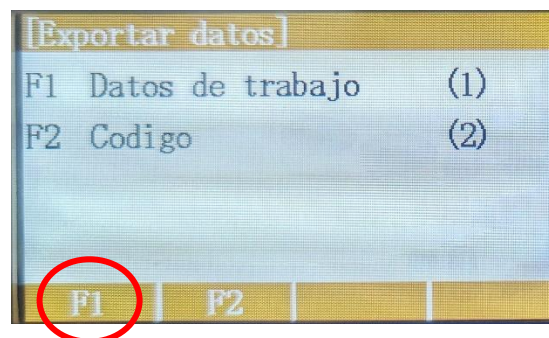 [Exportar datos]
F1 Datos de trabajo (1)
F2 Codigo (2)
F1 F2